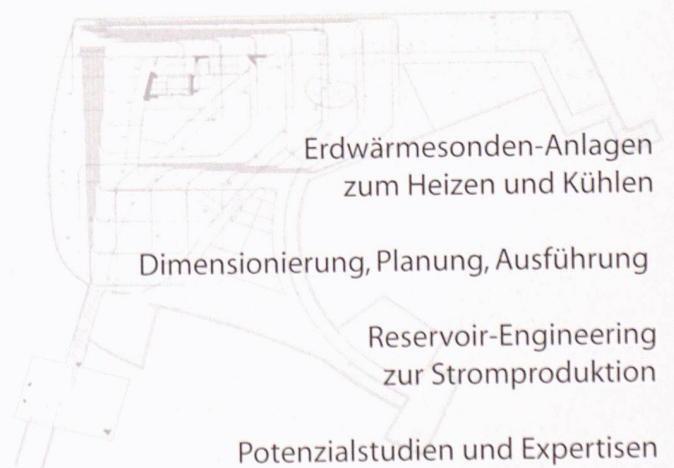 Erdwärmesonden-Anlagen
zum Heizen und Kühlen
Dimensionierung, Planung, Ausführung
Reservoir-Engineering
zur Stromproduktion
Potenzialstudien und Expertisen